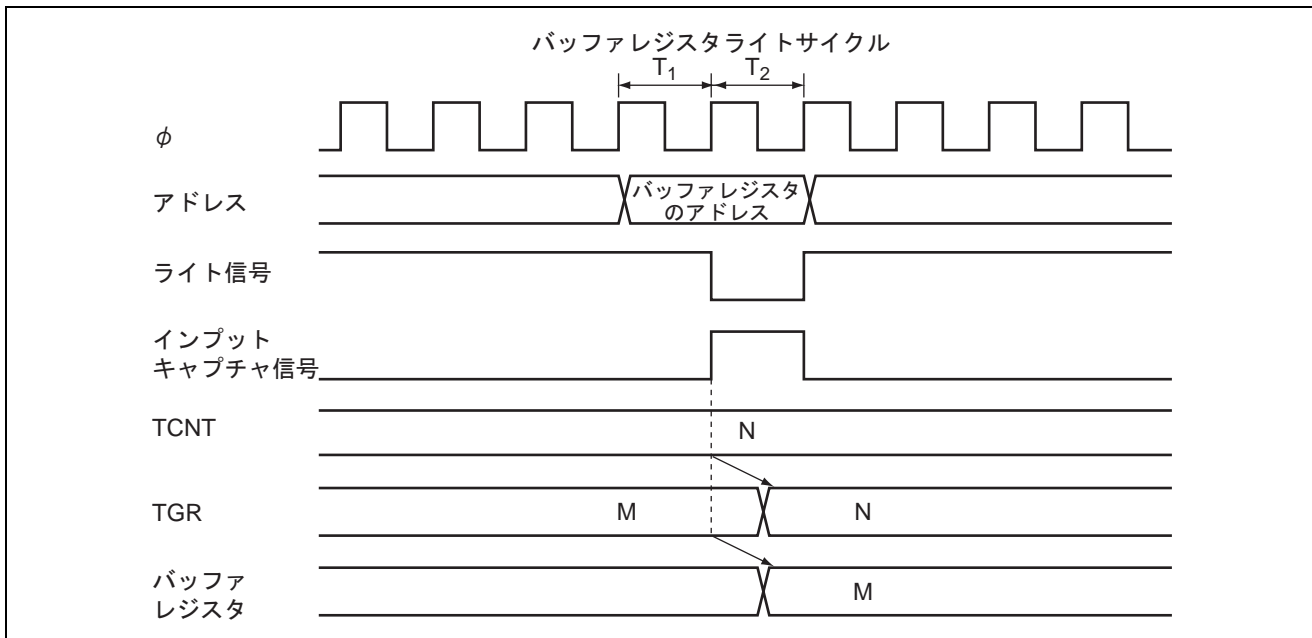 バッファレジスタライトサイクル
T1 T2
φ
アドレス
バッファレジスタ
のアドレス
ライト信号
インプット
キャプチャ信号
TCNT
N
TGR
M N
バッファ
レジスタ
M